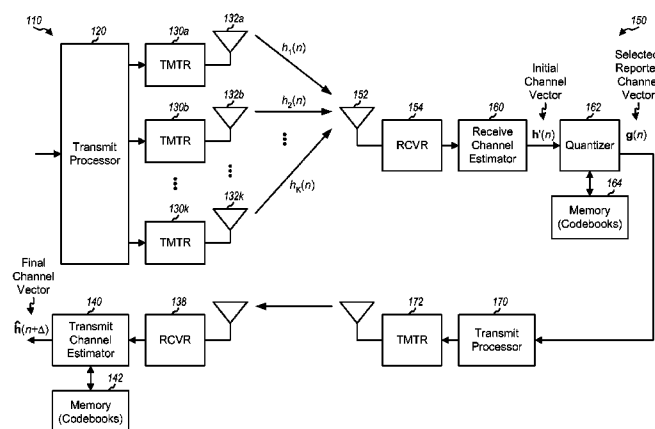 110
120
Transmit
Processor
130a
TMTR
132a
h₁(n)
130b
TMTR
132b
h₂(n)
130k
TMTR
132k
hK(n)
152
154
RCVR
160
Receive
Channel
Estimator
Initial
Channel
Vector
h'(n)
162
Quantizer
164
Memory
(Codebooks)
150
Selected
Reported
Channel
Vector
g(n)
Final
Channel
Vector
ĥ(n+Δ)
140
Transmit
Channel
Estimator
142
Memory
(Codebooks)
138
RCVR
172
TMTR
170
Transmit
Processor